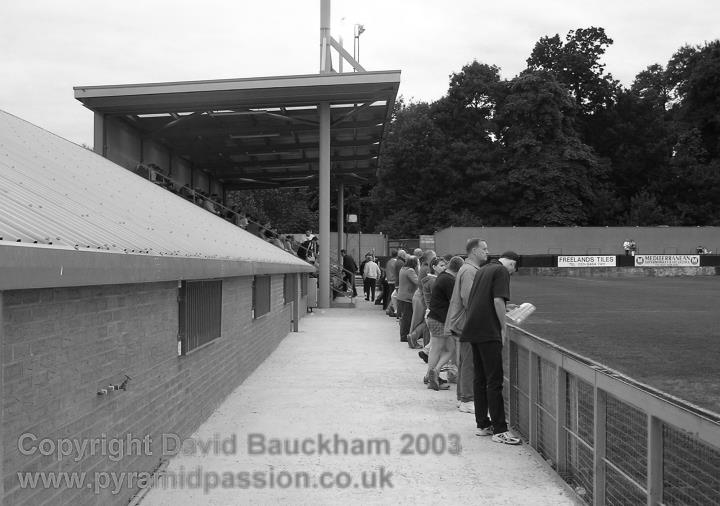 FREELANDS TILES
MEDITERRANEAN
Copyright © David Bauckham 2003
www.pyramidpassion.co.uk